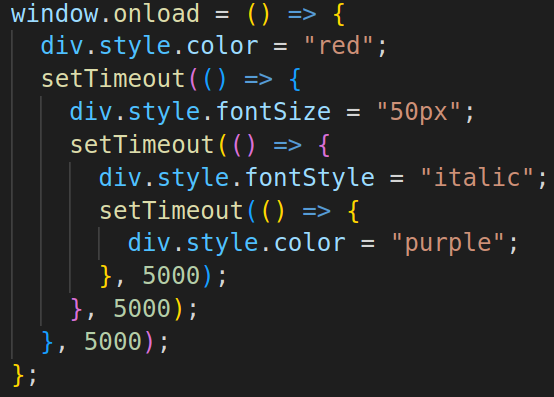 window.onload = () => {
  div.style.color = "red";
  setTimeout(() => {
    div.style.fontSize = "50px";
    setTimeout(() => {
      div.style.fontStyle = "italic";
      setTimeout(() => {
        div.style.color = "purple";
      }, 5000);
    }, 5000);
  }, 5000);
};